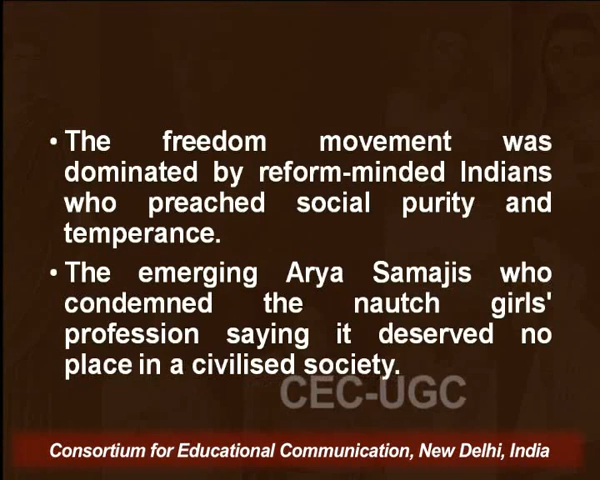 • The freedom movement was
dominated by reform-minded Indians
who preached social purity and
temperance.
• The emerging Arya Samajis who
condemned the nautch girls'
profession saying it deserved no
place in a civilised society.
CEC-UGC
Consortium for Educational Communication, New Delhi, India